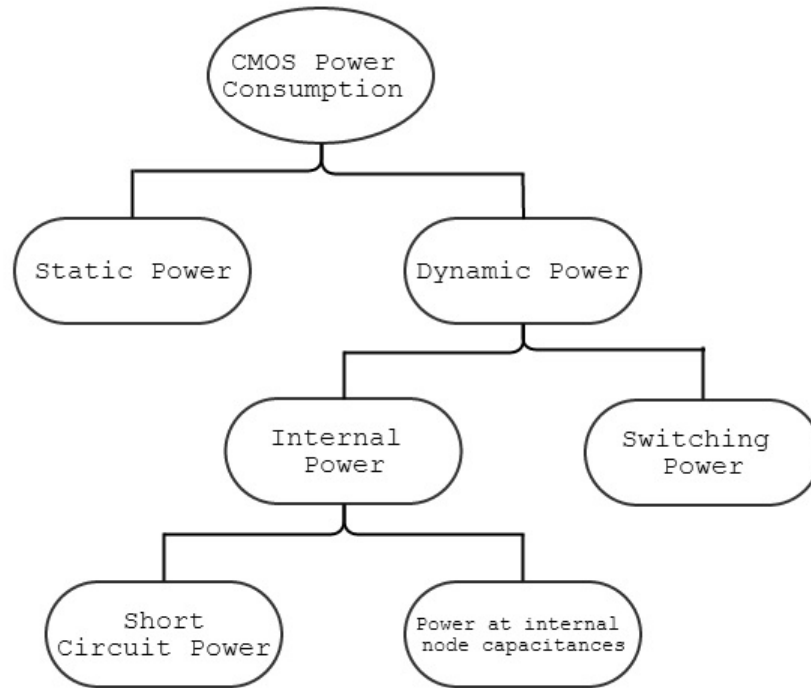 CMOS Power
Consumption
Static Power
Dynamic Power
Internal
Power
Switching
Power
Short
Circuit Power
Power at internal
node capacitances